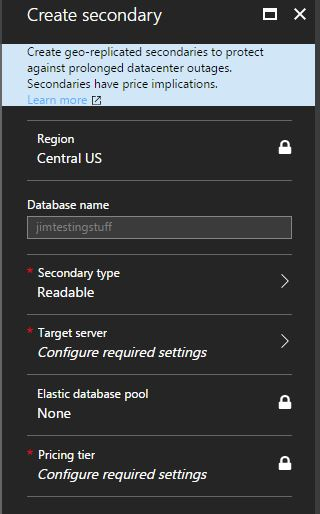 Create secondary
Create geo-replicated secondaries to protect
against prolonged datacenter outages.
Secondaries have price implications.
Learn more
Region
Central US
Database name
jimtestingstuff
* Secondary type
Readable
* Target server
Configure required settings
Elastic database pool
None
* Pricing tier
Configure required settings